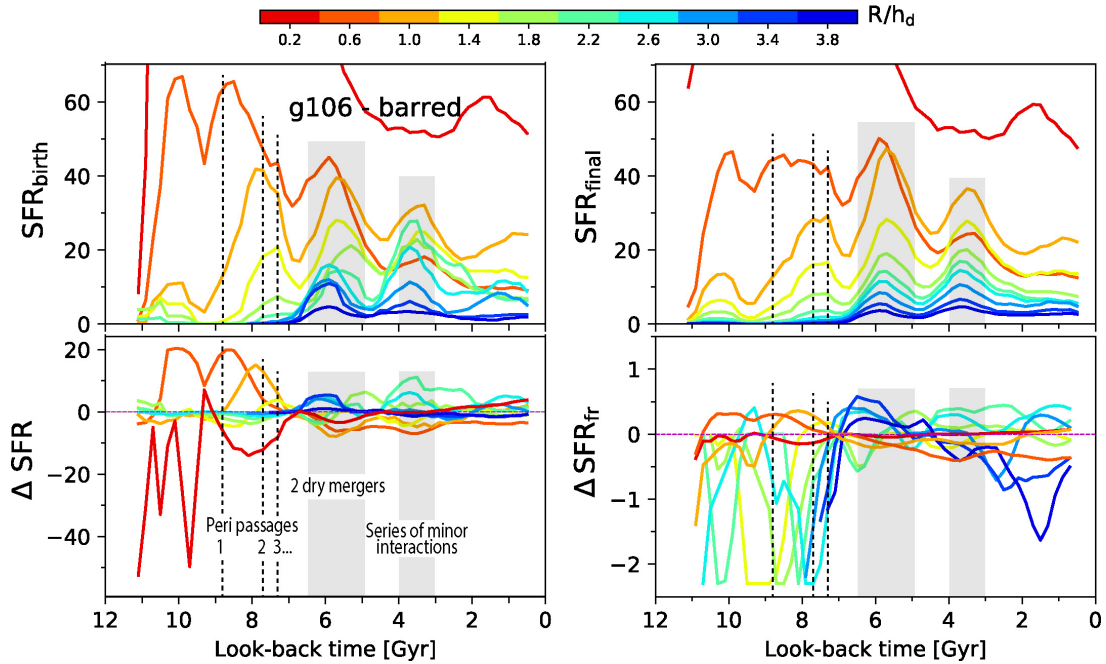 R/h_d
0.2 0.6 1.0 1.4 1.8 2.2 2.6 3.0 3.4 3.8
g106 - barred
SFR_birth
60
40
20
0
SFR_final
60
40
20
0
Δ SFR
20
0
−20
−40
2 dry mergers
Peri passages
1 2 3...
Series of minor
interactions
12 10 8 6 4 2 0
Look-back time [Gyr]
Δ SFR_fr
1
0
−1
−2
12 10 8 6 4 2 0
Look-back time [Gyr]